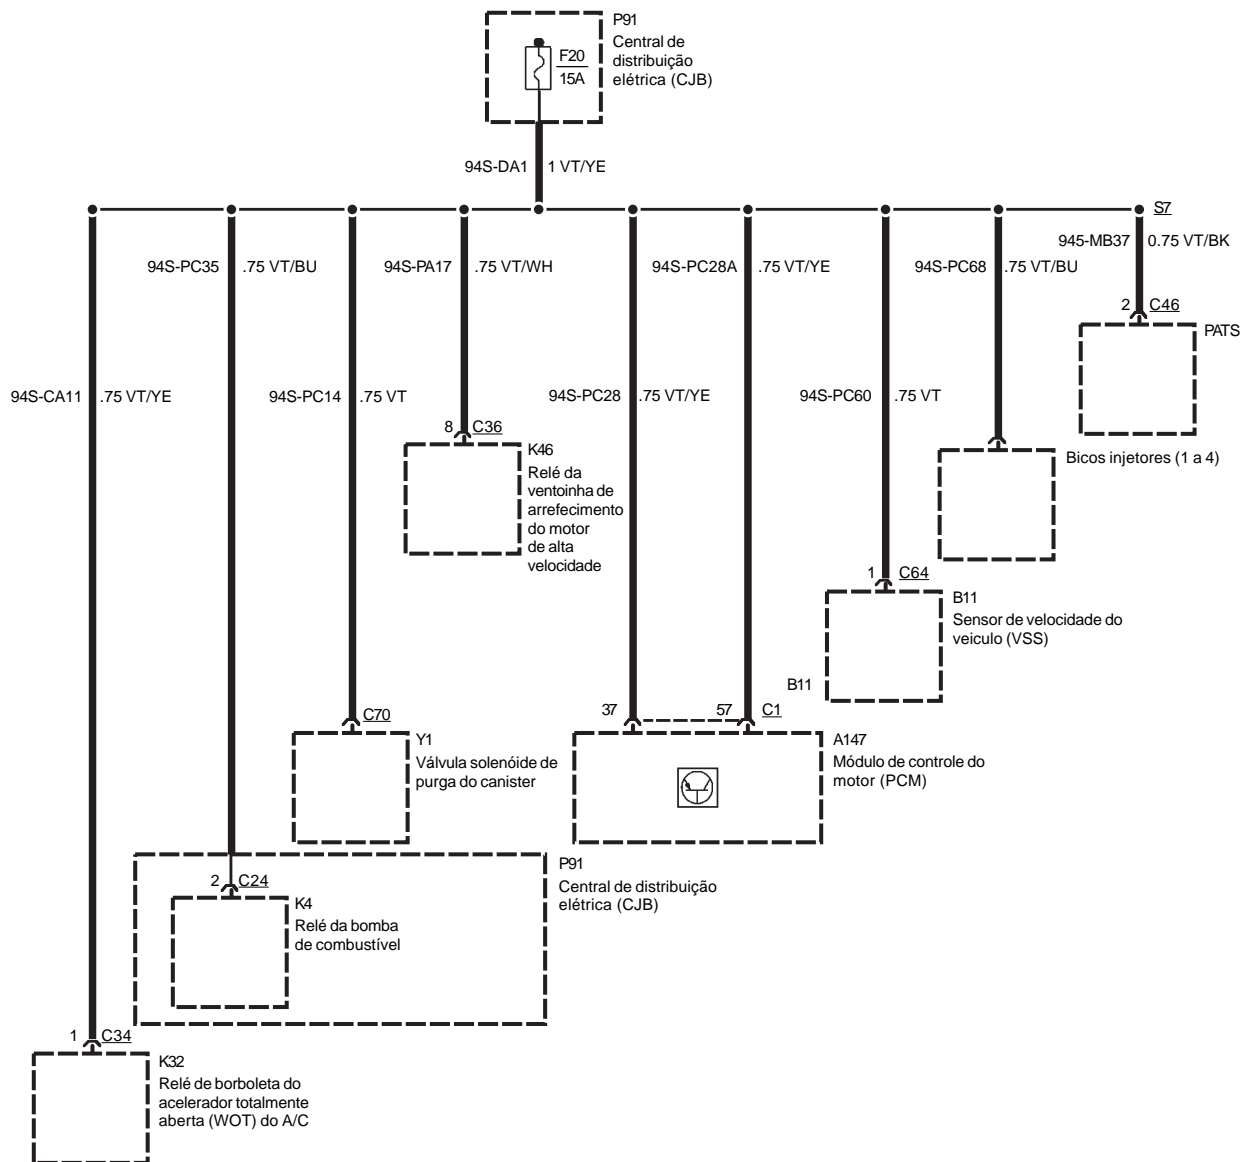 P91
Central de
distribuição
elétrica (CJB)
F20
15A
94S-DA1 1 VT/YE
S7
945-MB37 0.75 VT/BK
94S-PC35 .75 VT/BU
94S-PA17 .75 VT/WH
94S-PC28A .75 VT/YE
94S-PC68 .75 VT/BU
2 C46
PATS
94S-CA11 .75 VT/YE
94S-PC14 .75 VT
94S-PC28 .75 VT/YE
94S-PC60 .75 VT
8 C36
K46
Relé da
ventoinha de
arrefecimento
do motor
de alta
velocidade
Bicos injetores (1 a 4)
1 C64
B11
Sensor de velocidade do
veiculo (VSS)
B11
C70
Y1
Válvula solenóide de
purga do canister
37 57 C1
A147
Módulo de controle do
motor (PCM)
P91
Central de distribuição
elétrica (CJB)
2 C24
K4
Relé da bomba
de combustível
1 C34
K32
Relé de borboleta do
acelerador totalmente
aberta (WOT) do A/C